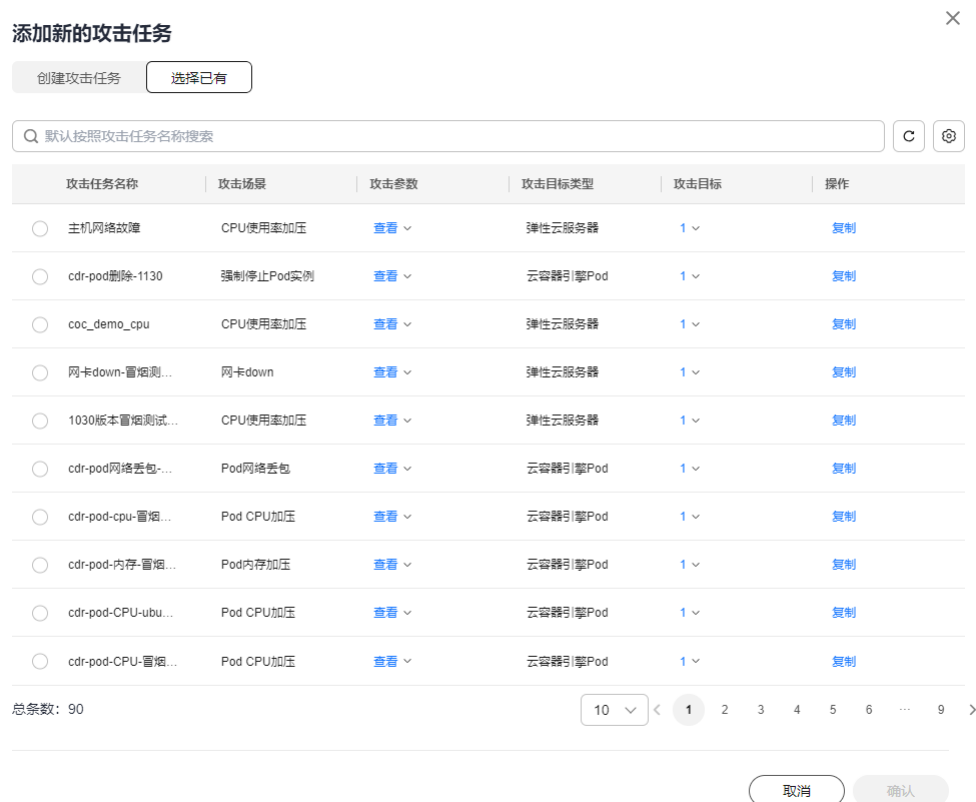 添加新的攻击任务
创建攻击任务 选择已有
默认按照攻击任务名称搜索
攻击任务名称 攻击场景 攻击参数 攻击目标类型 攻击目标 操作
主机网络故障 CPU使用率加压 查看 弹性云服务器 1 复制
cdr-pod删除-1130 强制停止Pod实例 查看 云容器引擎Pod 1 复制
coc_demo_cpu CPU使用率加压 查看 弹性云服务器 1 复制
网卡down-冒烟测... 网卡down 查看 弹性云服务器 1 复制
1030版本冒烟测试... CPU使用率加压 查看 弹性云服务器 1 复制
cdr-pod网络丢包-... Pod网络丢包 查看 云容器引擎Pod 1 复制
cdr-pod-cpu-冒烟... Pod CPU加压 查看 云容器引擎Pod 1 复制
cdr-pod-内存-冒烟... Pod内存加压 查看 云容器引擎Pod 1 复制
cdr-pod-CPU-ubu... Pod CPU加压 查看 云容器引擎Pod 1 复制
cdr-pod-CPU-冒烟... Pod CPU加压 查看 云容器引擎Pod 1 复制
总条数：90 10 1 2 3 4 5 6 ... 9
取消 确认